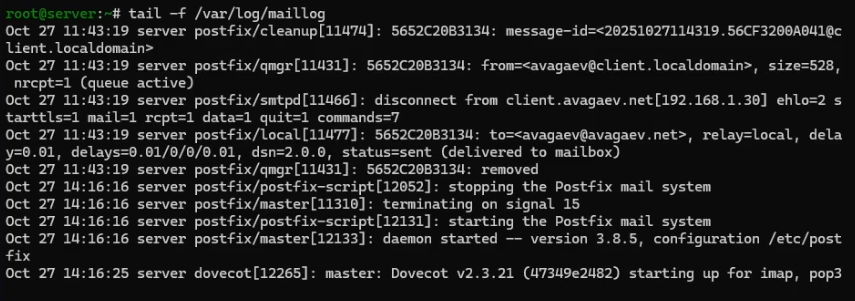 root@server:~# tail -f /var/log/maillog
Oct 27 11:43:19 server postfix/cleanup[11474]: 5652C20B3134: message-id=<20251027114319.56CF3200A041@c
lient.localdomain>
Oct 27 11:43:19 server postfix/qmgr[11431]: 5652C20B3134: from=<avagaev@client.localdomain>, size=528,
 nrcpt=1 (queue active)
Oct 27 11:43:19 server postfix/smtpd[11466]: disconnect from client.avagaev.net[192.168.1.30] ehlo=2 s
tarttls=1 mail=1 rcpt=1 data=1 quit=1 commands=7
Oct 27 11:43:19 server postfix/local[11477]: 5652C20B3134: to=<avagaev@avagaev.net>, relay=local, dela
y=0.01, delays=0.01/0/0/0.01, dsn=2.0.0, status=sent (delivered to mailbox)
Oct 27 11:43:19 server postfix/qmgr[11431]: 5652C20B3134: removed
Oct 27 14:16:16 server postfix/postfix-script[12052]: stopping the Postfix mail system
Oct 27 14:16:16 server postfix/master[11310]: terminating on signal 15
Oct 27 14:16:16 server postfix/postfix-script[12131]: starting the Postfix mail system
Oct 27 14:16:16 server postfix/master[12133]: daemon started -- version 3.8.5, configuration /etc/post
fix
Oct 27 14:16:25 server dovecot[12265]: master: Dovecot v2.3.21 (47349e2482) starting up for imap, pop3